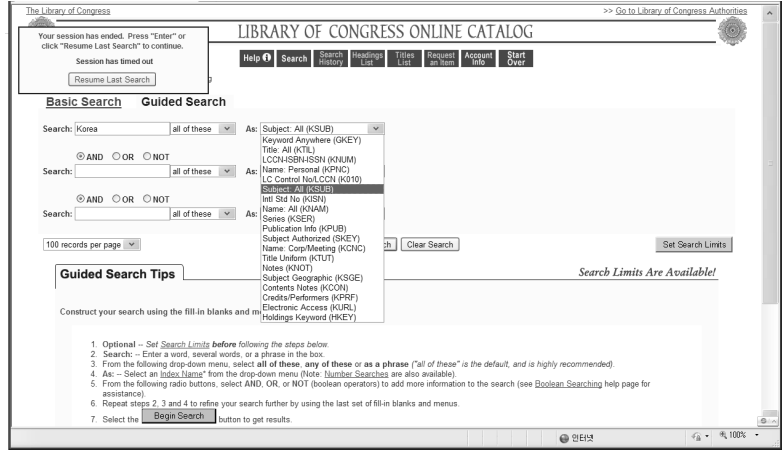 The Library of Congress
>> Go to Library of Congress Authorities
Your session has ended. Press "Enter" or
click "Resume Last Search" to continue.
Session has timed out
Resume Last Search
LIBRARY OF CONGRESS ONLINE CATALOG
Help Search Search History Headings List Titles List Request an Item Account Info Start Over
Basic Search Guided Search
Search: Korea all of these As: Subject: All (KSUB)
Keyword Anywhere (GKEY)
Title: All (KTIL)
AND OR NOT
LCCN-ISBN-ISSN (KNUM)
Name: Personal (KPNC)
Search: all of these As:
LC Control No/LCCN (K010)
Subject: All (KSUB)
AND OR NOT
Intl Std No (KISN)
Search: all of these As:
Name: All (KNAM)
Series (KSER)
Publication Info (KPUB)
Subject Authorized (SKEY)
100 records per page
Name: Corp/Meeting (KCNC)
ch Clear Search
Set Search Limits
Title Uniform (KTUT)
Notes (KNOT)
Subject Geographic (KSGE)
Contents Notes (KCON)
Credits/Performers (KPRF)
Electronic Access (KURL)
Holdings Keyword (HKEY)
Guided Search Tips
Search Limits Are Available!
Construct your search using the fill-in blanks and me
1. Optional -- Set Search Limits before following the steps below.
2. Search: -- Enter a word, several words, or a phrase in the box.
3. From the following drop-down menu, select all of these, any of these or as a phrase ("all of these" is the default, and is highly recommended).
4. As: -- Select an Index Name* from the drop-down menu (Note: Number Searches are also available).
5. From the following radio buttons, select AND, OR, or NOT (boolean operators) to add more information to the search (see Boolean Searching help page for
assistance).
6. Repeat steps 2, 3 and 4 to refine your search further by using the last set of fill-in blanks and menus.
7. Select the Begin Search button to get results.
인터넷
100%